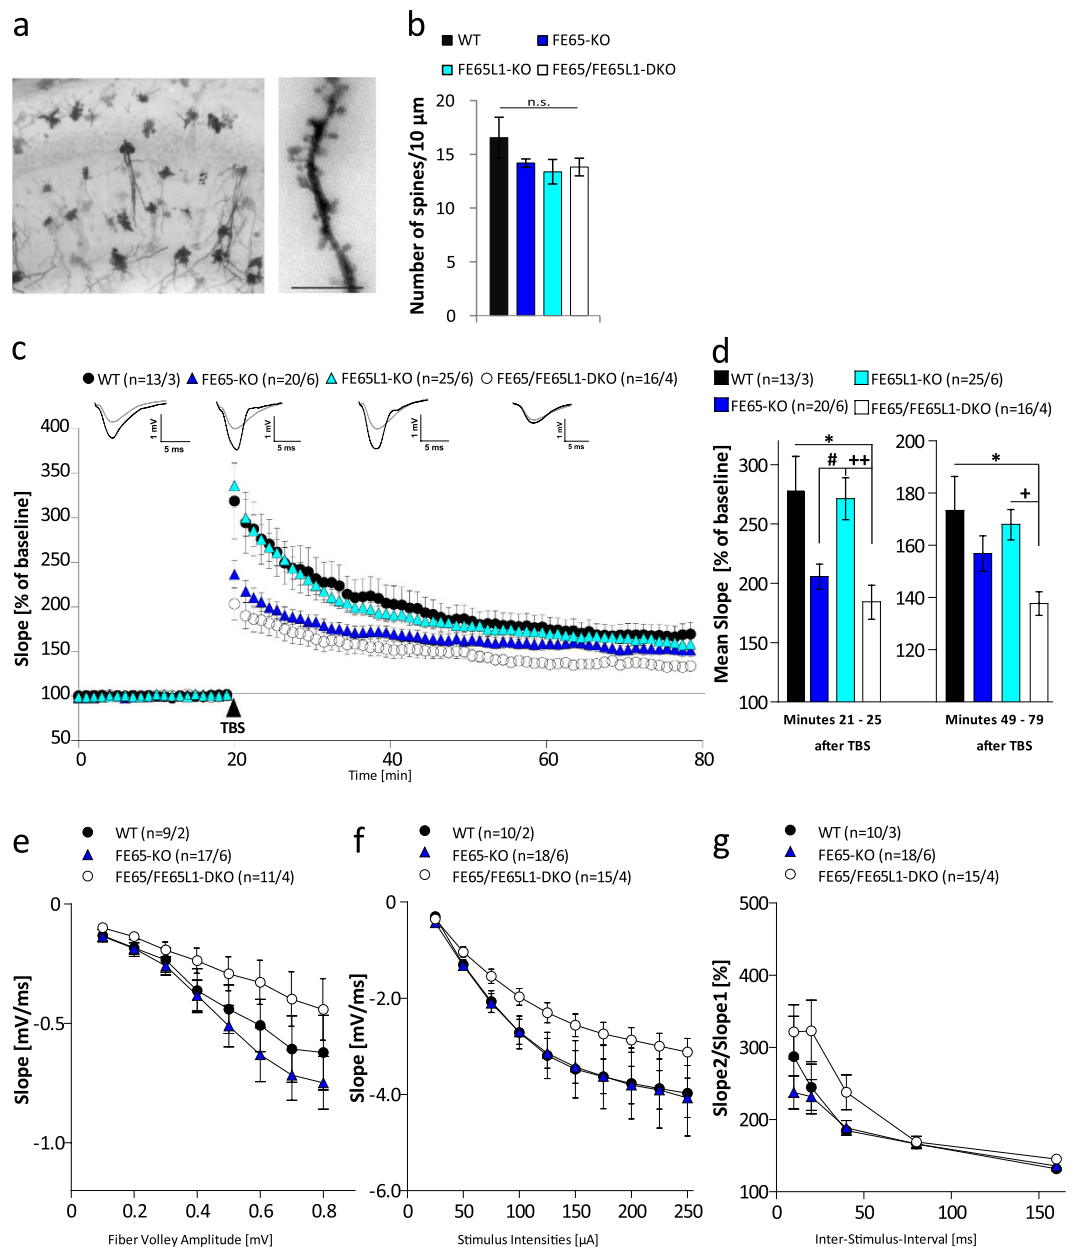 a
b
WT FE65-KO
FE65L1-KO FE65/FE65L1-DKO
Number of spines/10 µm
20
15
10
5
0
n.s.
c
WT (n=13/3) FE65-KO (n=20/6) FE65L1-KO (n=25/6) FE65/FE65L1-DKO (n=16/4)
1 mV 5 ms 1 mV 5 ms 1 mV 5 ms 1 mV 5 ms
Slope [% of baseline]
400
350
300
250
200
150
100
50
TBS
0 20 40 60 80
Time [min]
d
WT (n=13/3) FE65L1-KO (n=25/6)
FE65-KO (n=20/6) FE65/FE65L1-DKO (n=16/4)
Mean Slope [% of baseline]
300
250
200
150
100
* # ++
Minutes 21 - 25
after TBS
200
180
160
140
120
* +
Minutes 49 - 79
after TBS
e
WT (n=9/2)
FE65-KO (n=17/6)
FE65/FE65L1-DKO (n=11/4)
Slope [mV/ms]
0
-0.5
-1.0
0 0.2 0.4 0.6 0.8
Fiber Volley Amplitude [mV]
f
WT (n=10/2)
FE65-KO (n=18/6)
FE65/FE65L1-DKO (n=15/4)
Slope [mV/ms]
0
-2.0
-4.0
-6.0
0 50 100 150 200 250
Stimulus Intensities [µA]
g
WT (n=10/3)
FE65-KO (n=18/6)
FE65/FE65L1-DKO (n=15/4)
Slope2/Slope1 [%]
500
400
300
200
100
0 50 100 150
Inter-Stimulus-Interval [ms]